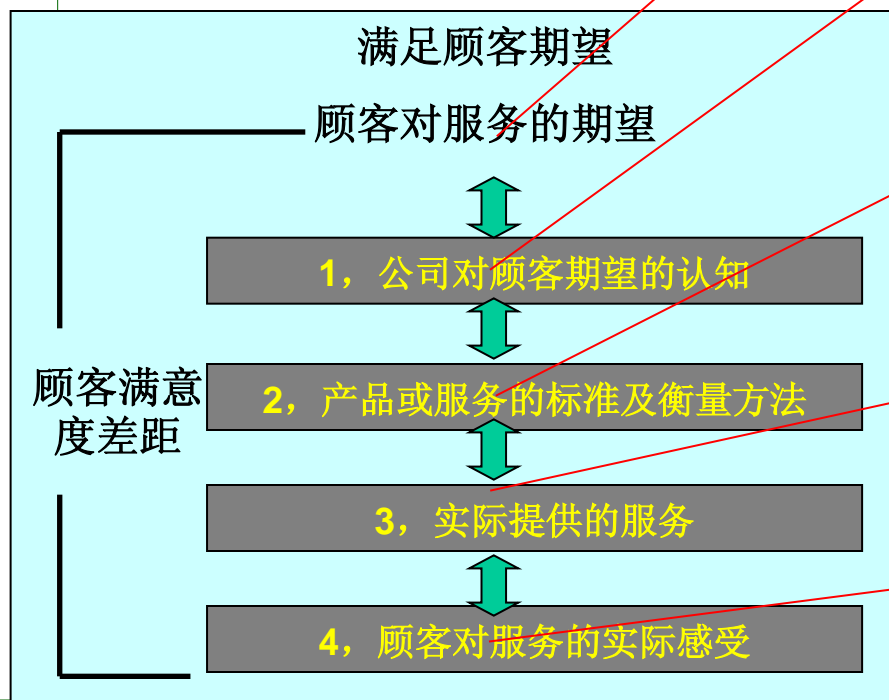 满足顾客期望
顾客对服务的期望
1，公司对顾客期望的认知
顾客满意
度差距
2，产品或服务的标准及衡量方法
3，实际提供的服务
4，顾客对服务的实际感受